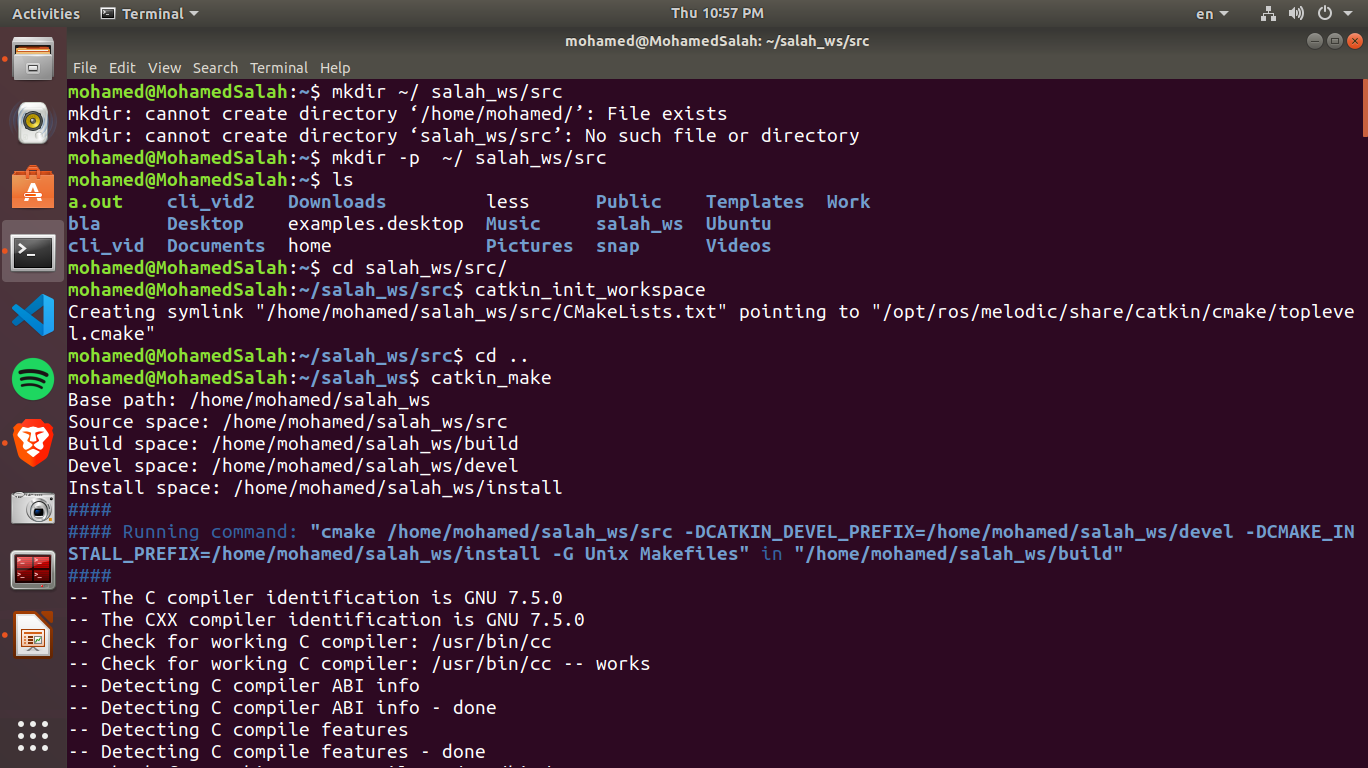 Activities Terminal Thu 10:57 PM en
mohamed@MohamedSalah: ~/salah_ws/src
File Edit View Search Terminal Help
mohamed@MohamedSalah:~$ mkdir ~/ salah_ws/src
mkdir: cannot create directory ‘/home/mohamed/’: File exists
mkdir: cannot create directory ‘salah_ws/src’: No such file or directory
mohamed@MohamedSalah:~$ mkdir -p  ~/ salah_ws/src
mohamed@MohamedSalah:~$ ls
a.out    cli_vid2   Downloads         less      Public    Templates  Work
bla      Desktop    examples.desktop  Music     salah_ws  Ubuntu
cli_vid  Documents  home              Pictures  snap      Videos
mohamed@MohamedSalah:~$ cd salah_ws/src/
mohamed@MohamedSalah:~/salah_ws/src$ catkin_init_workspace
Creating symlink "/home/mohamed/salah_ws/src/CMakeLists.txt" pointing to "/opt/ros/melodic/share/catkin/cmake/topleve
l.cmake"
mohamed@MohamedSalah:~/salah_ws/src$ cd ..
mohamed@MohamedSalah:~/salah_ws$ catkin_make
Base path: /home/mohamed/salah_ws
Source space: /home/mohamed/salah_ws/src
Build space: /home/mohamed/salah_ws/build
Devel space: /home/mohamed/salah_ws/devel
Install space: /home/mohamed/salah_ws/install
####
#### Running command: "cmake /home/mohamed/salah_ws/src -DCATKIN_DEVEL_PREFIX=/home/mohamed/salah_ws/devel -DCMAKE_IN
STALL_PREFIX=/home/mohamed/salah_ws/install -G Unix Makefiles" in "/home/mohamed/salah_ws/build"
####
-- The C compiler identification is GNU 7.5.0
-- The CXX compiler identification is GNU 7.5.0
-- Check for working C compiler: /usr/bin/cc
-- Check for working C compiler: /usr/bin/cc -- works
-- Detecting C compiler ABI info
-- Detecting C compiler ABI info - done
-- Detecting C compile features
-- Detecting C compile features - done